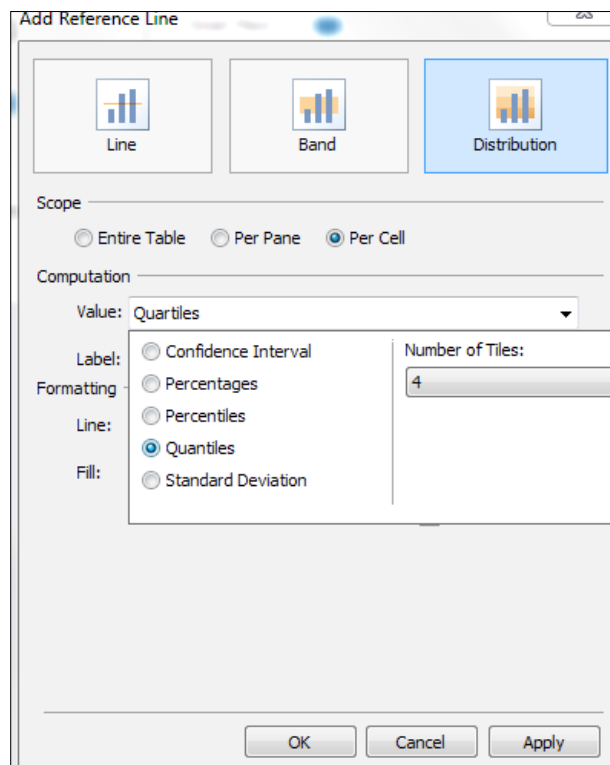 Add Reference Line
Line
Band
Distribution
Scope
Entire Table
Per Pane
Per Cell
Computation
Value:
Quartiles
Label:
Confidence Interval
Number of Tiles:
Percentages
4
Formatting
Percentiles
Line:
Quantiles
Fill:
Standard Deviation
OK
Cancel
Apply